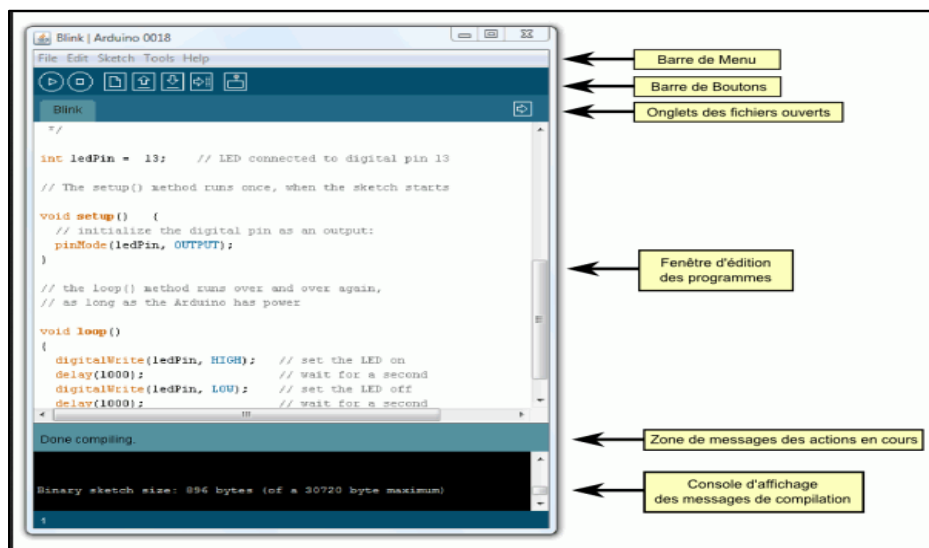 Blink | Arduino 0018
File Edit Sketch Tools Help
Barre de Menu
Barre de Boutons
Blink
Onglets des fichiers ouverts
*/
int ledPin = 13; // LED connected to digital pin 13
// The setup() method runs once, when the sketch starts
void setup() {
// initialize the digital pin as an output:
pinMode(ledPin, OUTPUT);
}
Fenêtre d'édition
des programmes
// the loop() method runs over and over again,
// as long as the Arduino has power
void loop()
{
digitalWrite(ledPin, HIGH); // set the LED on
delay(1000); // wait for a second
digitalWrite(ledPin, LOW); // set the LED off
delay(1000); // wait for a second
Done compiling.
Zone de messages des actions en cours
Binary sketch size: 896 bytes (of a 30720 byte maximum)
Console d'affichage
des messages de compilation
1